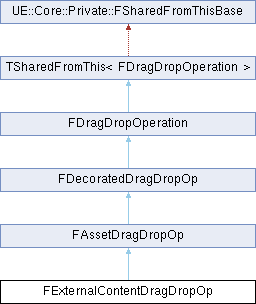 UE::Core::Private::FSharedFromThisBase
TSharedFromThis< FDragDropOperation >
FDragDropOperation
FDecoratedDragDropOp
FAssetDragDropOp
FExternalContentDragDropOp